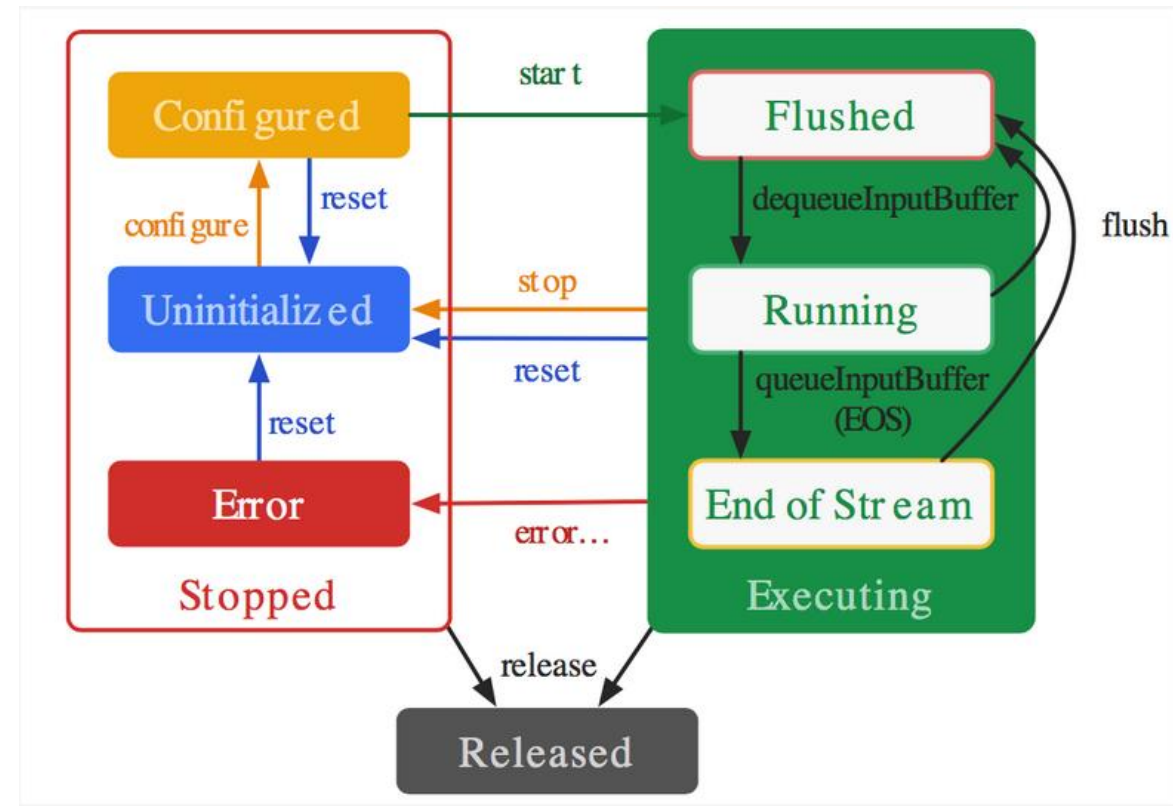 start
Configured
Flushed
reset
dequeueInputBuffer
configure
flush
stop
Uninitialized
Running
reset
queueInputBuffer
(EOS)
reset
Error
End of Stream
error...
Stopped
Executing
release
Released